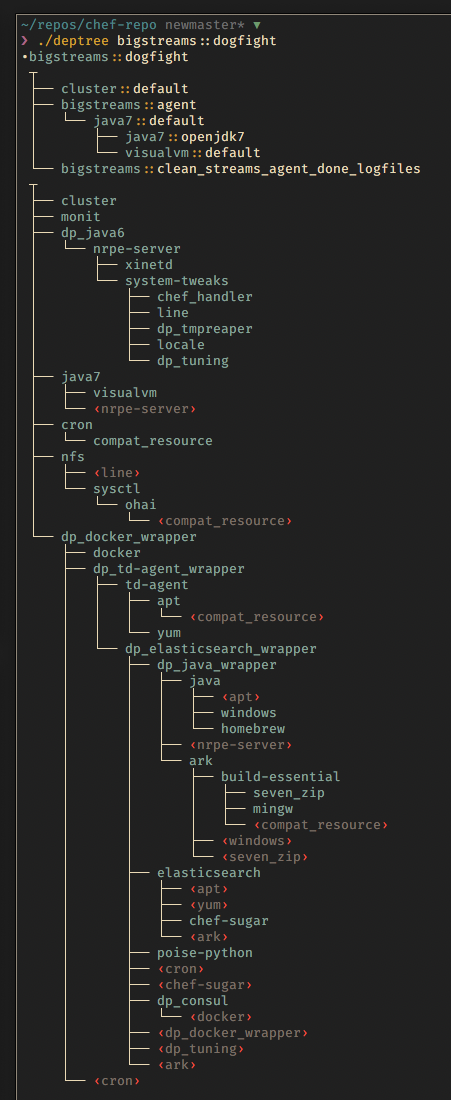 ~/repos/chef-repo newmaster* ▼
❯ ./deptree bigstreams::dogfight
•bigstreams::dogfight
cluster::default
bigstreams::agent
java7::default
java7::openjdk7
visualvm::default
bigstreams::clean_streams_agent_done_logfiles
cluster
monit
dp_java6
nrpe-server
xinetd
system-tweaks
chef_handler
line
dp_tmpreaper
locale
dp_tuning
java7
visualvm
‹nrpe-server›
cron
compat_resource
nfs
‹line›
sysctl
ohai
‹compat_resource›
dp_docker_wrapper
docker
dp_td-agent_wrapper
td-agent
apt
‹compat_resource›
yum
dp_elasticsearch_wrapper
dp_java_wrapper
java
‹apt›
windows
homebrew
‹nrpe-server›
ark
build-essential
seven_zip
mingw
‹compat_resource›
‹windows›
‹seven_zip›
elasticsearch
‹apt›
‹yum›
chef-sugar
‹ark›
poise-python
‹cron›
‹chef-sugar›
dp_consul
‹docker›
‹dp_docker_wrapper›
‹dp_tuning›
‹ark›
‹cron›